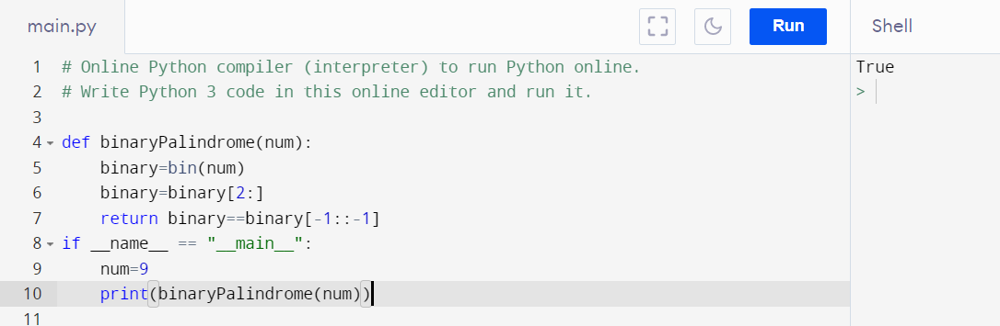 main.py
Run
Shell
1 # Online Python compiler (interpreter) to run Python online.
2 # Write Python 3 code in this online editor and run it.
3
4 def binaryPalindrome(num):
5     binary=bin(num)
6     binary=binary[2:]
7     return binary==binary[-1::-1]
8 if __name__ == "__main__":
9     num=9
10     print(binaryPalindrome(num))
11
True
>